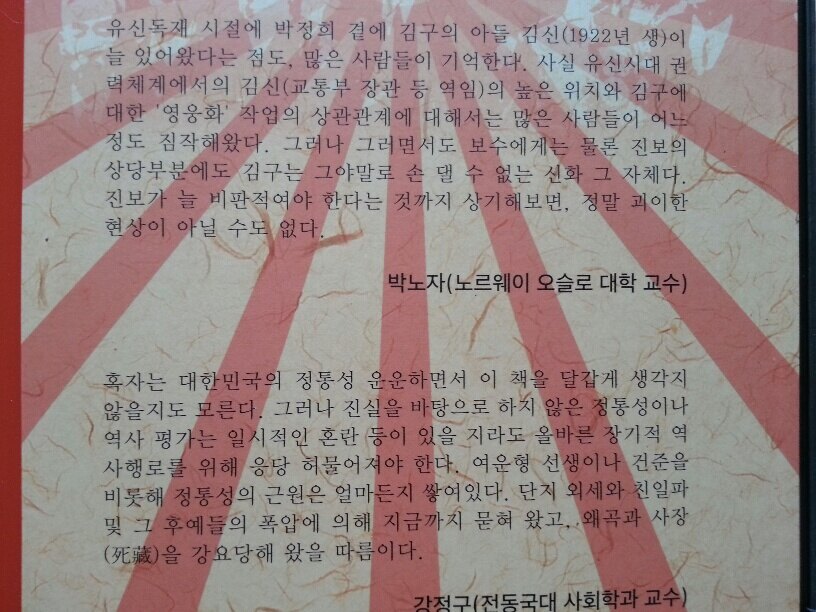 유신독재 시절에 박정희 곁에 김구의 아들 김신(1922년 생)이
늘 있어왔다는 점도, 많은 사람들이 기억한다. 사실 유신시대 권
력체계에서의 김신(교통부 장관 등 역임)의 높은 위치와 김구에
대한 '영웅화' 작업의 상관관계에 대해서는 많은 사람들이 어느
정도 짐작해왔다. 그러나 그러면서도 보수에게는 물론 진보의
상당부분에도 김구는 그야말로 손 댈 수 없는 신화 그 자체다.
진보가 늘 비판적여야 한다는 것까지 상기해보면, 정말 괴이한
현상이 아닐 수도 없다.
박노자(노르웨이 오슬로 대학 교수)
혹자는 대한민국의 정통성 운운하면서 이 책을 달갑게 생각지
않을지도 모른다. 그러나 진실을 바탕으로 하지 않은 정통성이나
역사 평가는 일시적인 혼란 등이 있을 지라도 올바른 장기적 역
사행로를 위해 응당 허물어져야 한다. 여운형 선생이나 건준을
비롯해 정통성의 근원은 얼마든지 쌓여있다. 단지 외세와 친일파
및 그 후예들의 폭압에 의해 지금까지 묻혀 왔고, 왜곡과 사장
(死藏)을 강요당해 왔을 따름이다.
강정구(전동국대 사회학과 교수)